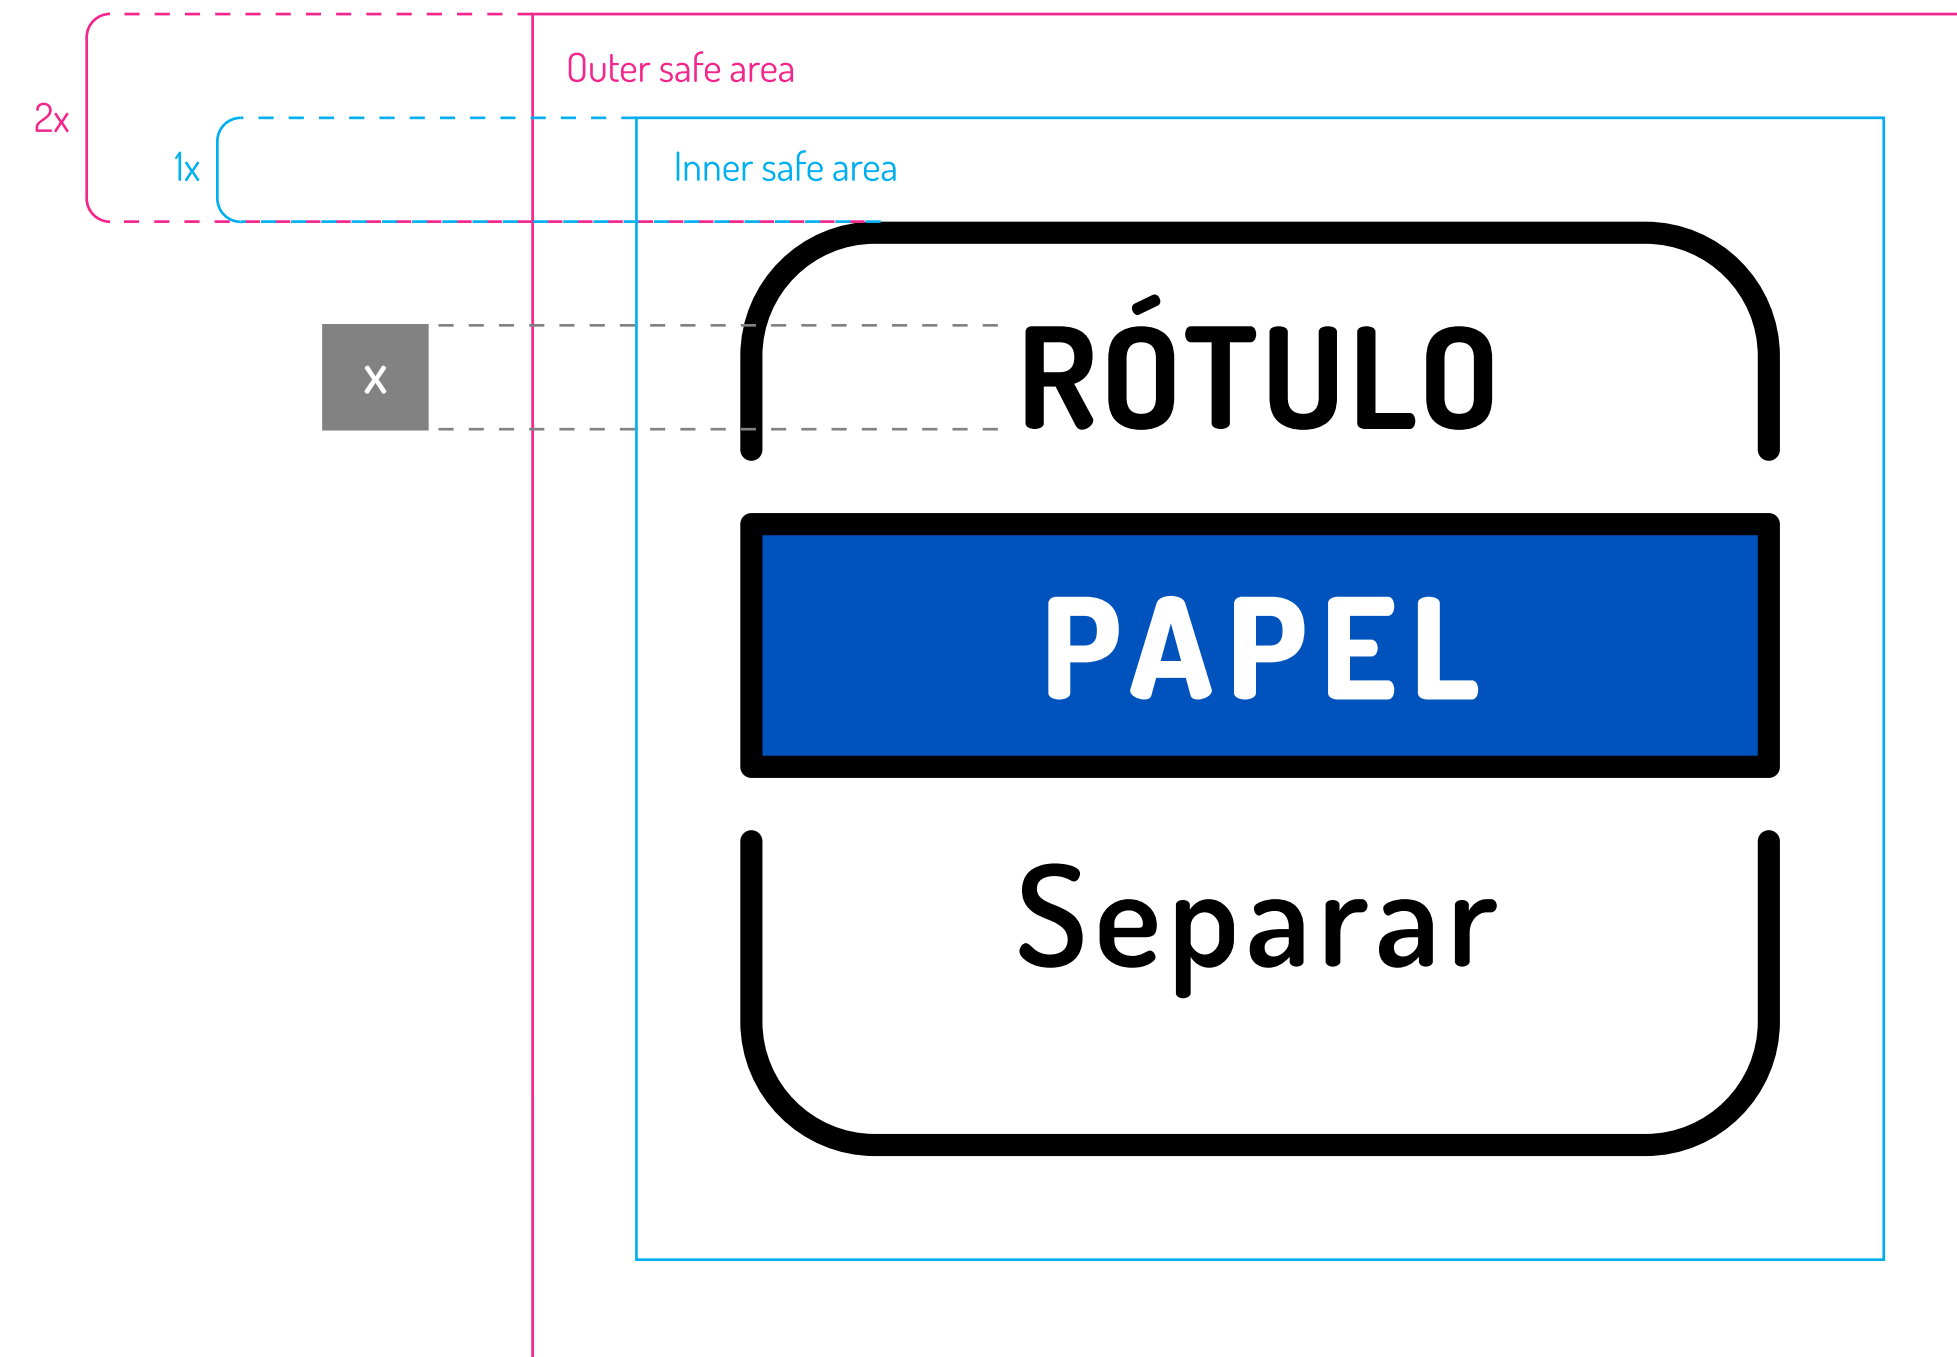 Outer safe area
2x
1x
Inner safe area
x
RÓTULO
PAPEL
Separar